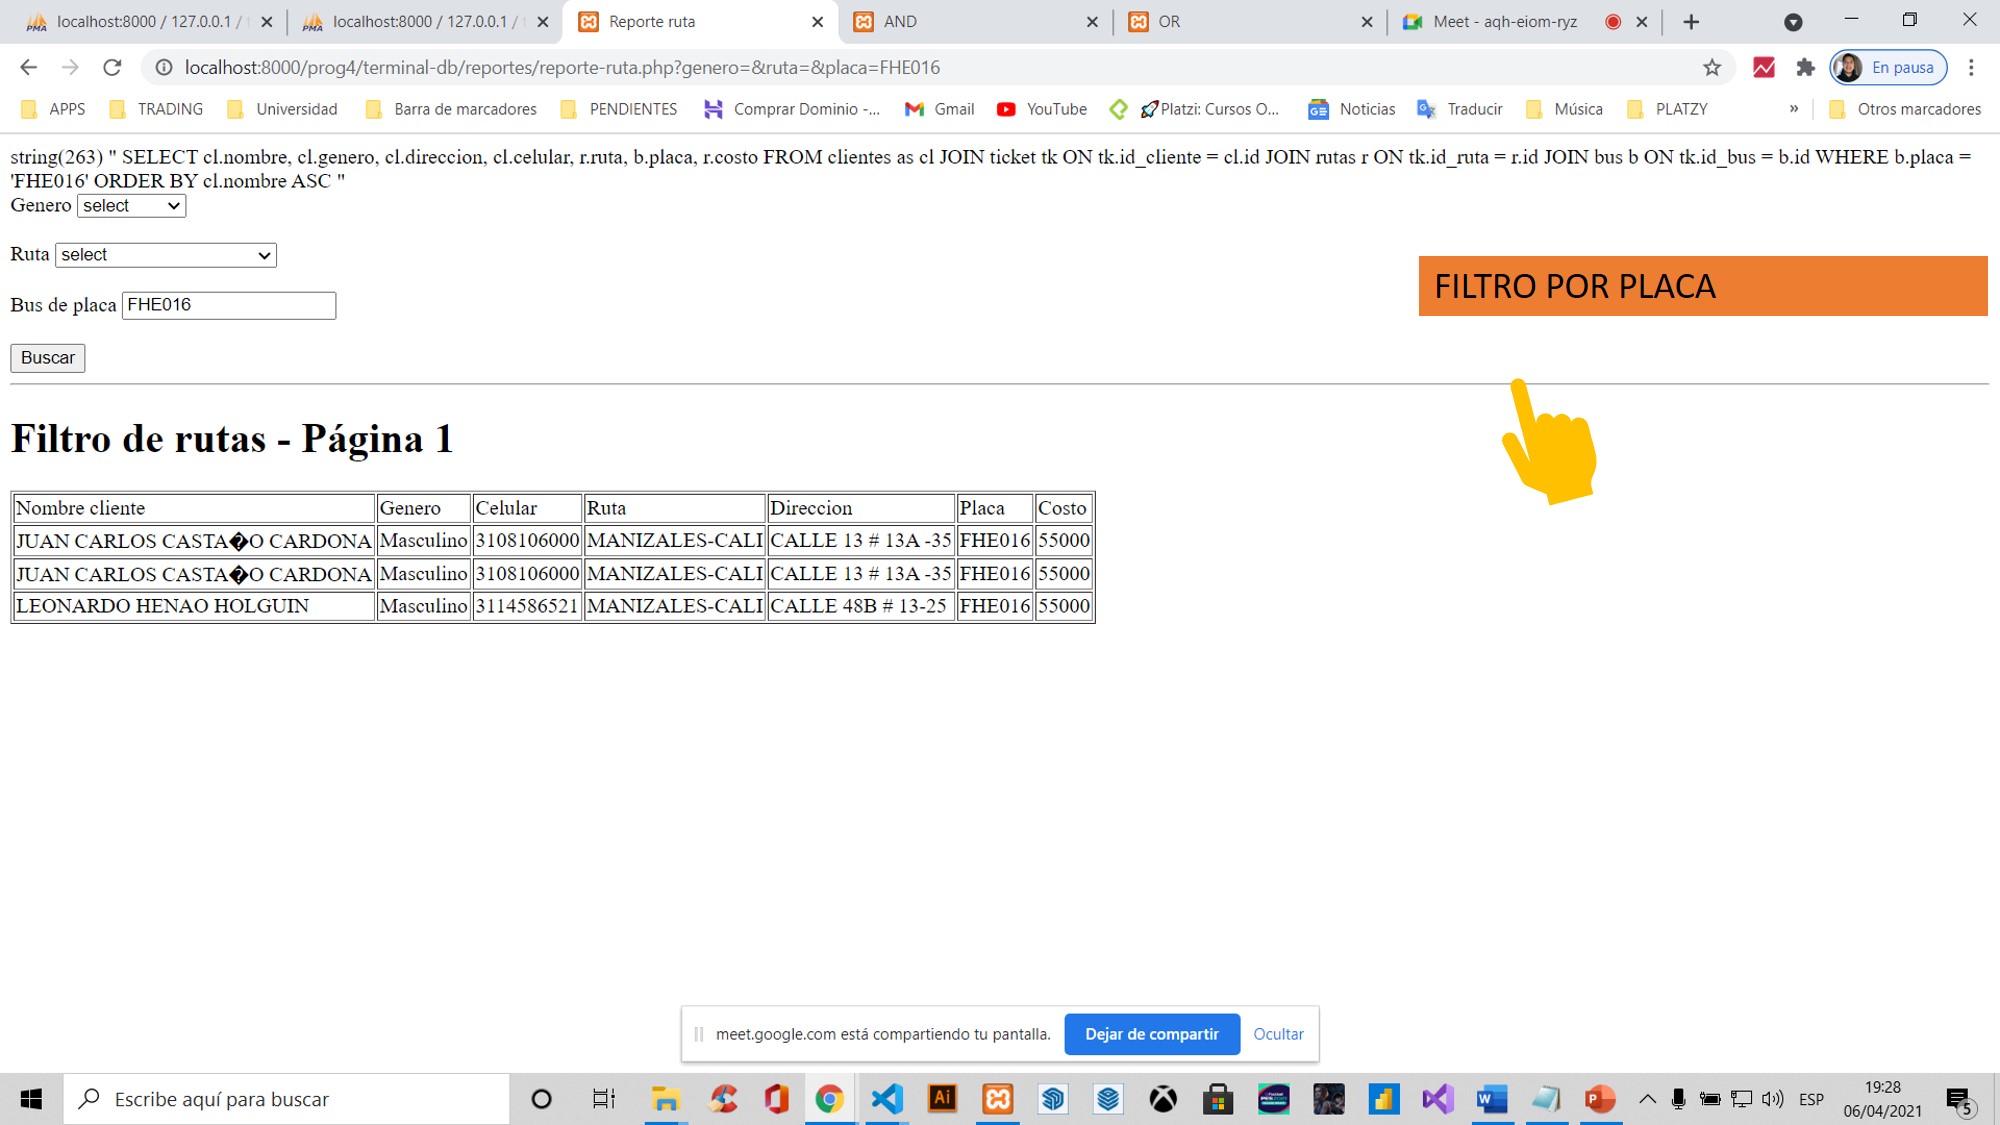 localhost:8000 / 127.0.0.1 /
localhost:8000 / 127.0.0.1 /
Reporte ruta
AND
OR
Meet - aqh-eiom-ryz
localhost:8000/prog4/terminal-db/reportes/reporte-ruta.php?genero=&ruta=&placa=FHE016
En pausa
APPS
TRADING
Universidad
Barra de marcadores
PENDIENTES
Comprar Dominio -...
Gmail
YouTube
Platzi: Cursos O...
Noticias
Traducir
Música
PLATZY
»
Otros marcadores
string(263) " SELECT cl.nombre, cl.genero, cl.direccion, cl.celular, r.ruta, b.placa, r.costo FROM clientes as cl JOIN ticket tk ON tk.id_cliente = cl.id JOIN rutas r ON tk.id_ruta = r.id JOIN bus b ON tk.id_bus = b.id WHERE b.placa =
'FHE016' ORDER BY cl.nombre ASC "
Genero select
Ruta select
FILTRO POR PLACA
Bus de placa FHE016
Buscar
Filtro de rutas - Página 1
Nombre cliente Genero Celular Ruta Direccion Placa Costo
JUAN CARLOS CASTA�O CARDONA Masculino 3108106000 MANIZALES-CALI CALLE 13 # 13A -35 FHE016 55000
JUAN CARLOS CASTA�O CARDONA Masculino 3108106000 MANIZALES-CALI CALLE 13 # 13A -35 FHE016 55000
LEONARDO HENAO HOLGUIN Masculino 3114586521 MANIZALES-CALI CALLE 48B # 13-25 FHE016 55000
meet.google.com está compartiendo tu pantalla.
Dejar de compartir
Ocultar
Escribe aquí para buscar
Ai
ESP
19:28
06/04/2021
5